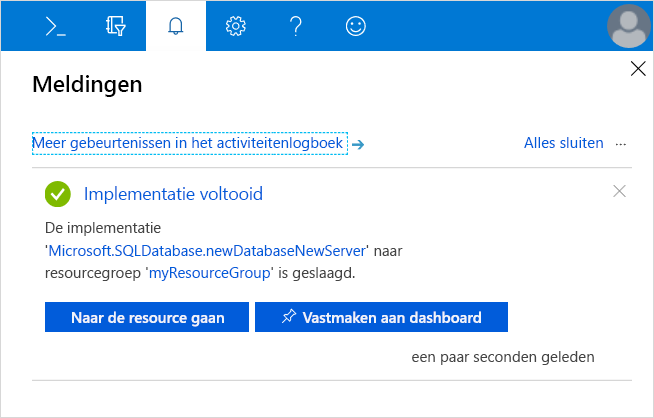 Meldingen
Meer gebeurtenissen in het activiteitenlogboek → Alles sluiten ...
Implementatie voltooid
De implementatie
'Microsoft.SQLDatabase.newDatabaseNewServer' naar
resourcegroep 'myResourceGroup' is geslaagd.
Naar de resource gaan Vastmaken aan dashboard
een paar seconden geleden